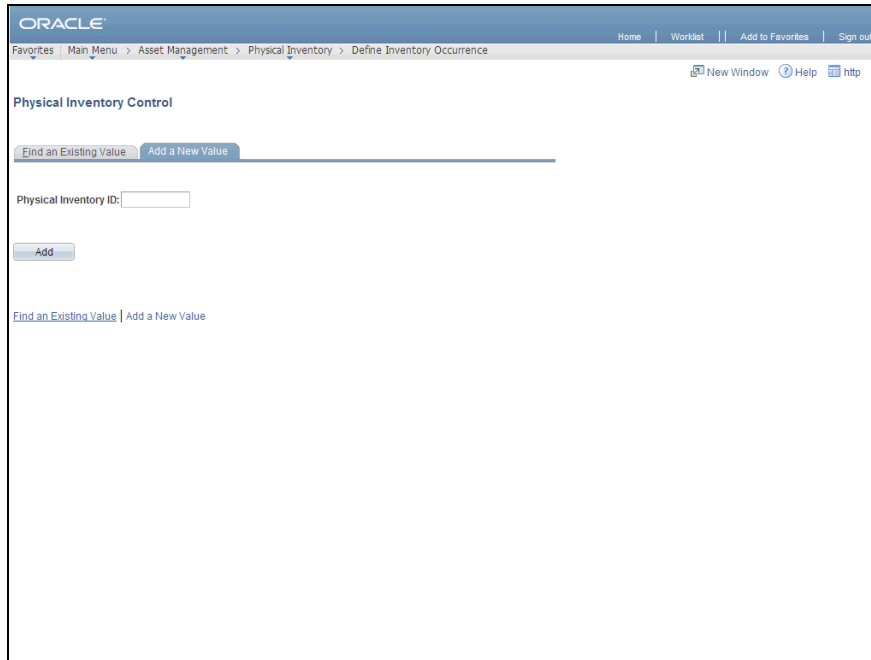 ORACLE
Home | Worklist || Add to Favorites | Sign out
Favorites | Main Menu > Asset Management > Physical Inventory > Define Inventory Occurrence
New Window ? Help http
Physical Inventory Control
Find an Existing Value Add a New Value
Physical Inventory ID:
Add
Find an Existing Value | Add a New Value